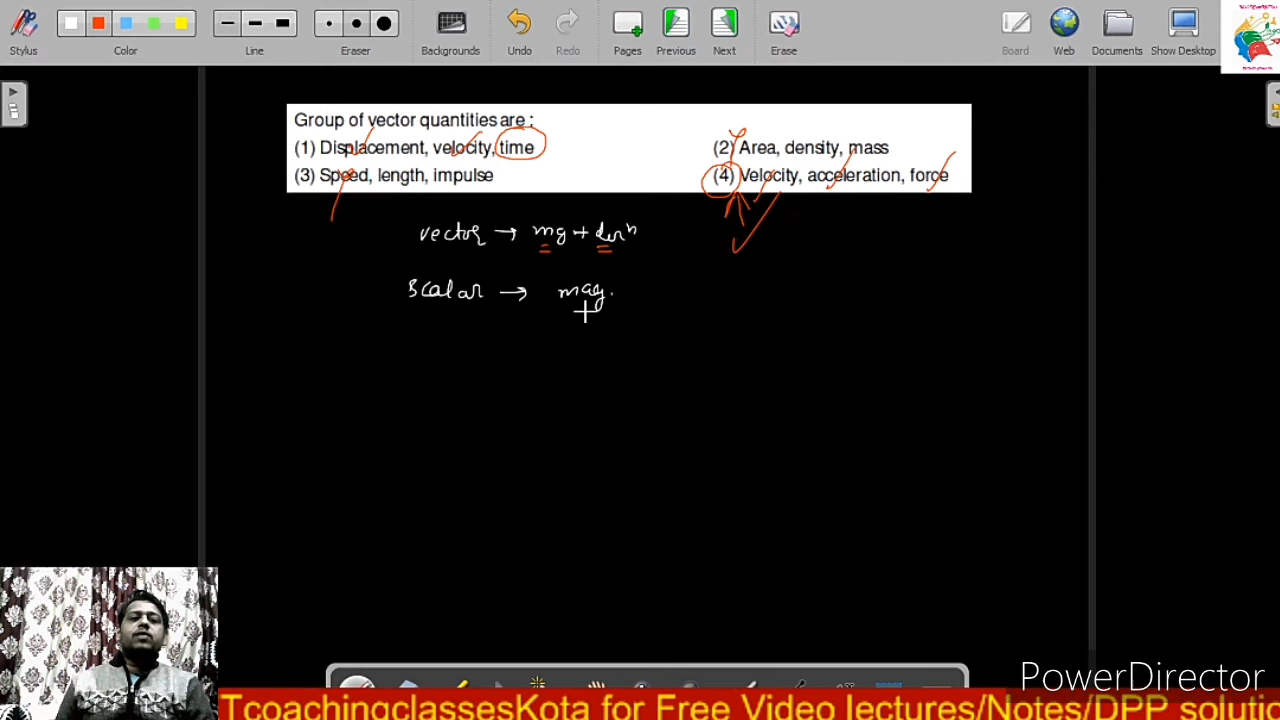 Stylus Color Line Eraser Backgrounds Undo Redo Pages Previous Next Erase Board Web Documents Show Desktop
Group of vector quantities are :
(1) Displacement, velocity, time (2) Area, density, mass
(3) Speed, length, impulse (4) Velocity, acceleration, force
vector → mg + dirn
Scalar → mag.
PowerDirector
TcoachingclassesKota for Free Video lectures/Notes/DPP solutio